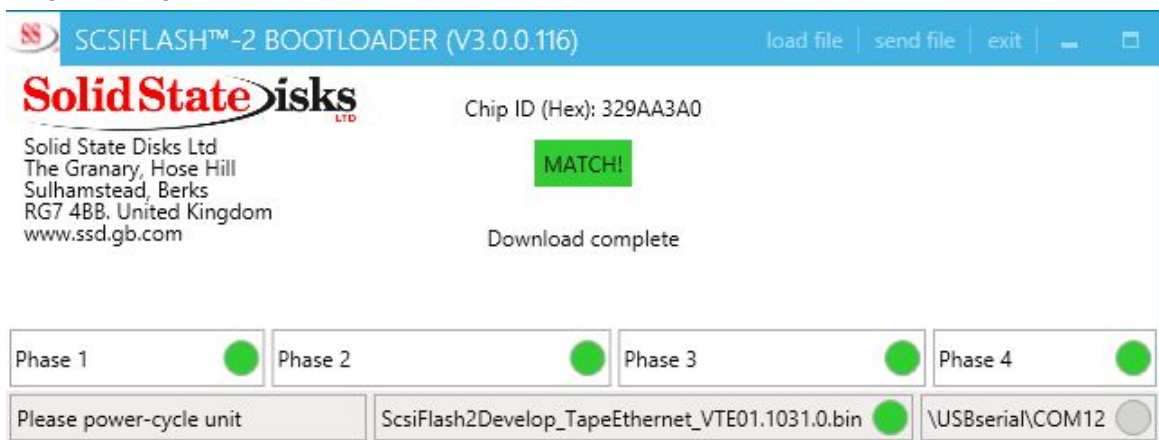 SS
SCSIFLASH™-2 BOOTLOADER (V3.0.0.116)
load file | send file | exit |
Solid State Disks
LTD
Chip ID (Hex): 329AA3A0
Solid State Disks Ltd
The Granary, Hose Hill
Sulhamstead, Berks
RG7 4BB. United Kingdom
www.ssd.gb.com
MATCH!
Download complete
Phase 1
Phase 2
Phase 3
Phase 4
Please power-cycle unit
ScsiFlash2Develop_TapeEthernet_VTE01.1031.0.bin
\USBserial\COM12